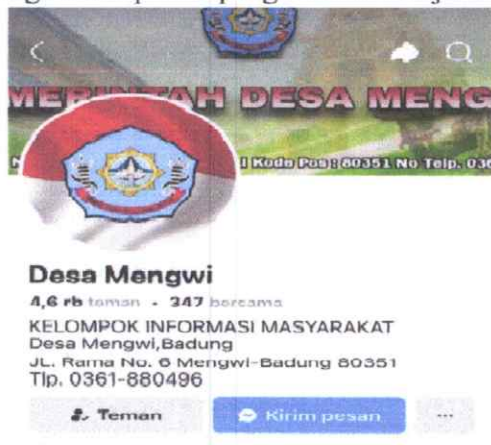 MERINTAH DESA MENG
l Kode Pos : 80351 No Telp. 036
Desa Mengwi
4,6 rb teman • 347 bersama
KELOMPOK INFORMASI MASYARAKAT
Desa Mengwi,Badung
JL. Rama No. 6 Mengwi-Badung 80351
Tlp. 0361-880496
Teman
Kirim pesan
...